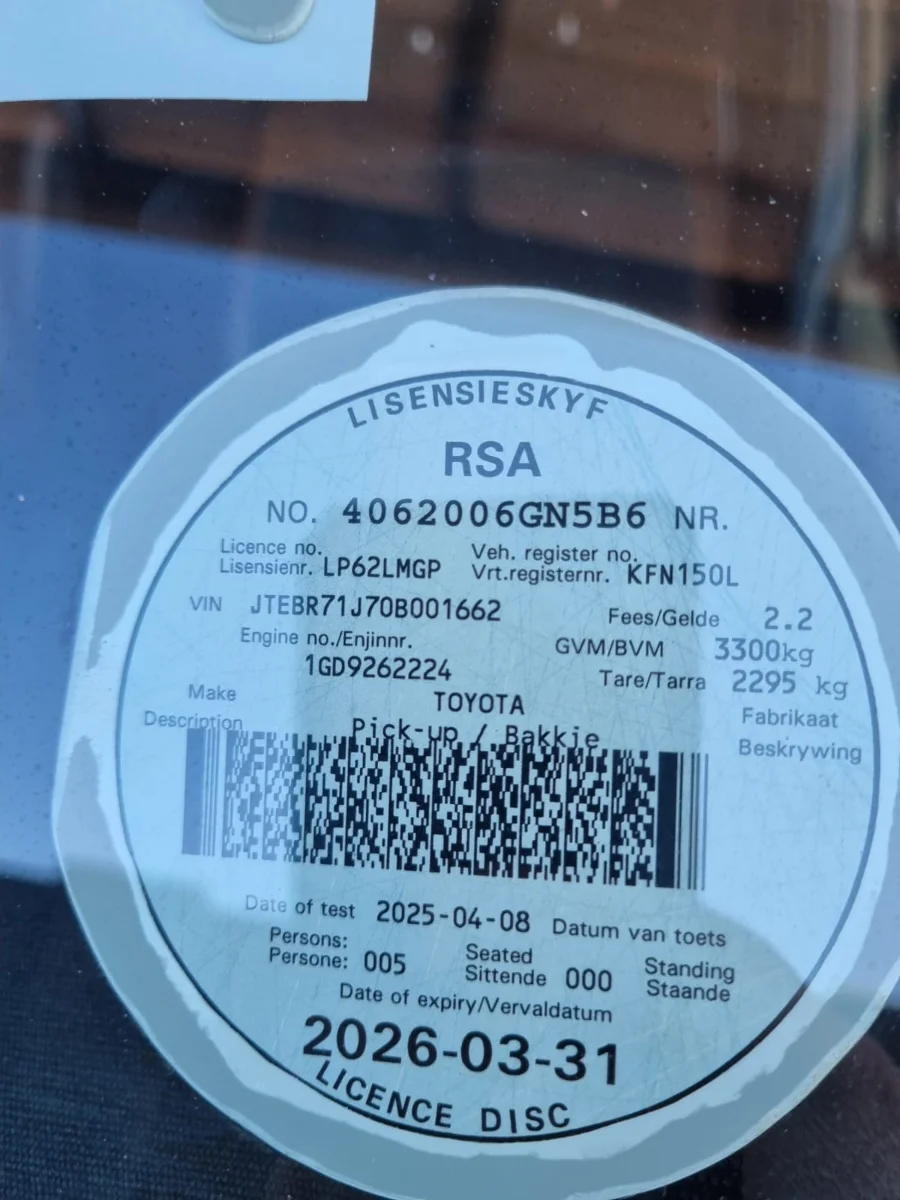 LISENSIESKYF
RSA
NO. 4062006GN5B6 NR.
Licence no. Veh. register no.
Lisensienr. LP62LMGP Vrt.registernr. KFN150L
VIN JTEBR71J70B001662 Fees/Gelde 2.2
Engine no./Enjinnr. GVM/BVM 3300kg
1GD9262224 Tare/Tarra 2295 kg
Make TOYOTA Fabrikaat
Description Pick-up / Bakkie Beskrywing
Date of test 2025-04-08 Datum van toets
Persons: Seated Standing
Persone: 005 Sittende 000 Staande
Date of expiry/Vervaldatum
2026-03-31
LICENCE DISC